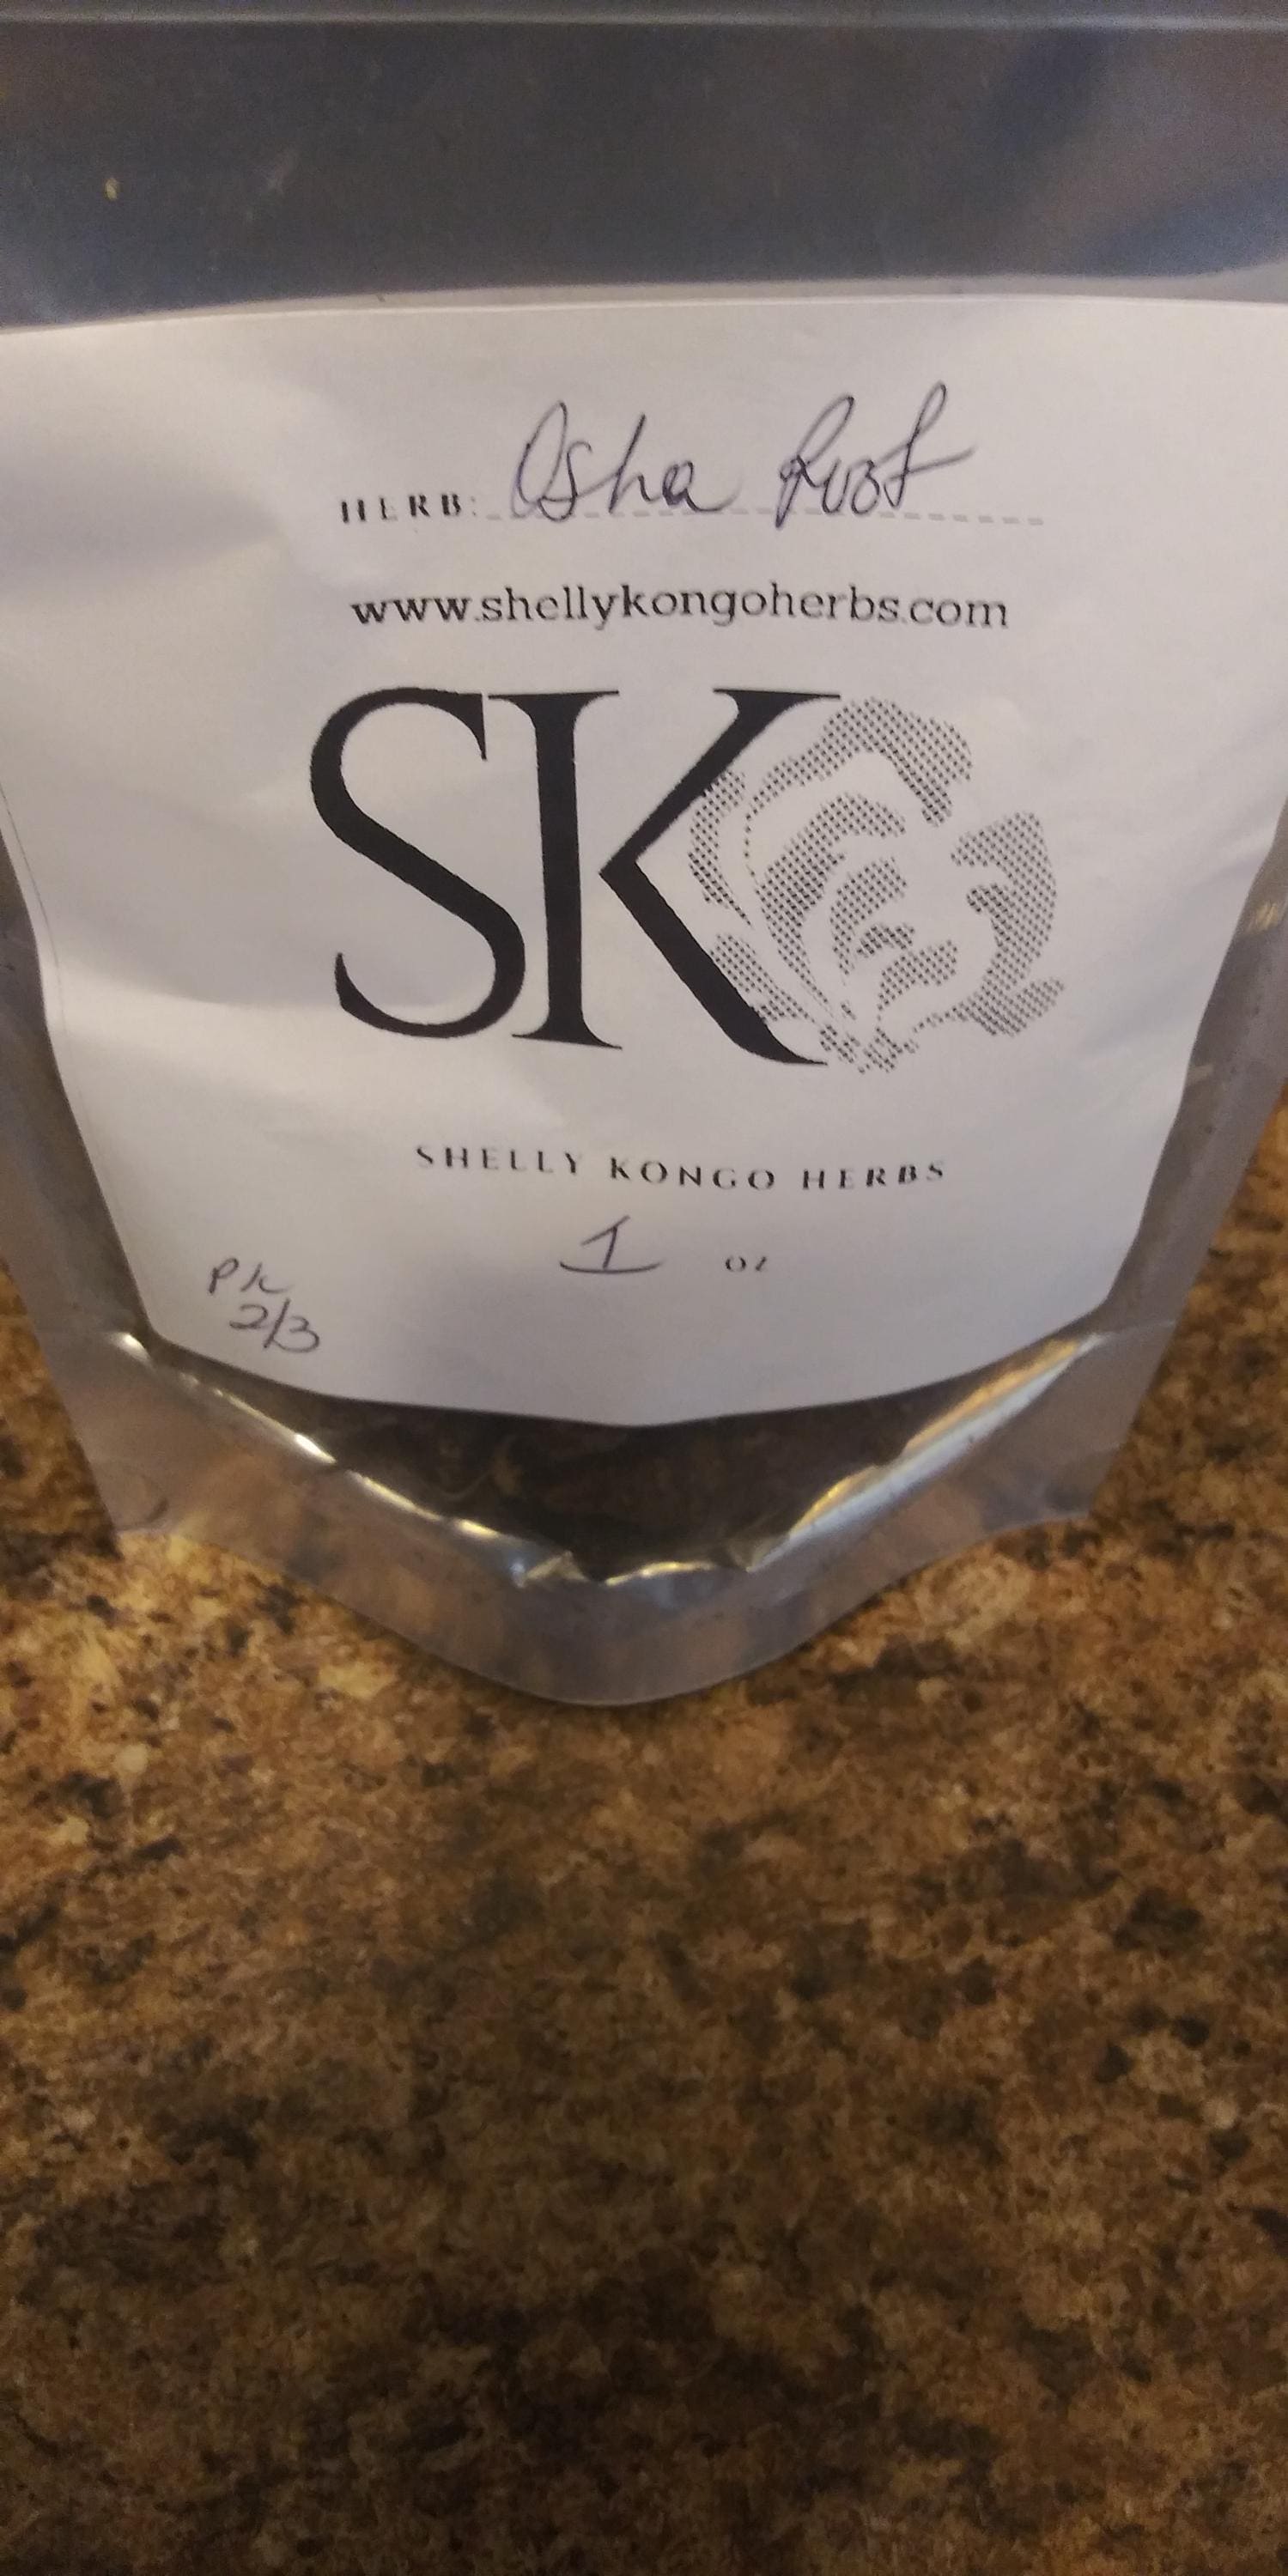 HERB: Osha Root
www.shellykongoherbs.com
SK
SHELLY KONGO HERBS
1 oz
PK
2/3